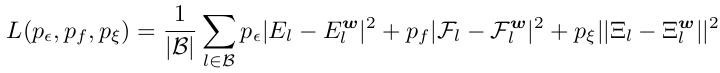 $L(p_\epsilon, p_f, p_\xi) = \frac{1}{|\mathcal{B}|} \sum_{l \in \mathcal{B}} p_\epsilon |E_l - E_l^{\boldsymbol{w}}|^2 + p_f |\mathcal{F}_l - \mathcal{F}_l^{\boldsymbol{w}}|^2 + p_\xi ||\Xi_l - \Xi_l^{\boldsymbol{w}}||^2$